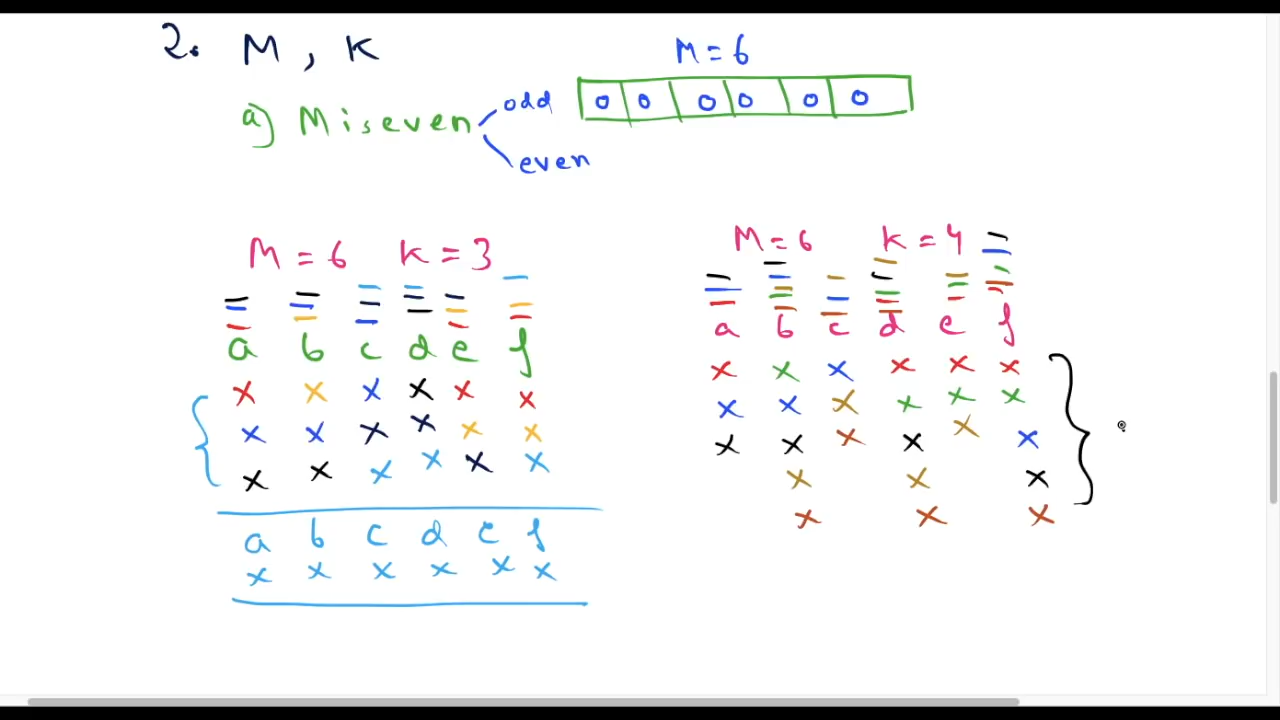 2. M , K
M = 6
a) M is even odd
even
0 0 0 0 0 0
M = 6 K = 3
a b c d e f
x x x x x x
x x x x x x
x x x x x x
a b c d e f
x x x x x x
M = 6 K = 4
a b c d e f
x x x x x x
x x x x x x
x x x x x x
x x x
x x x